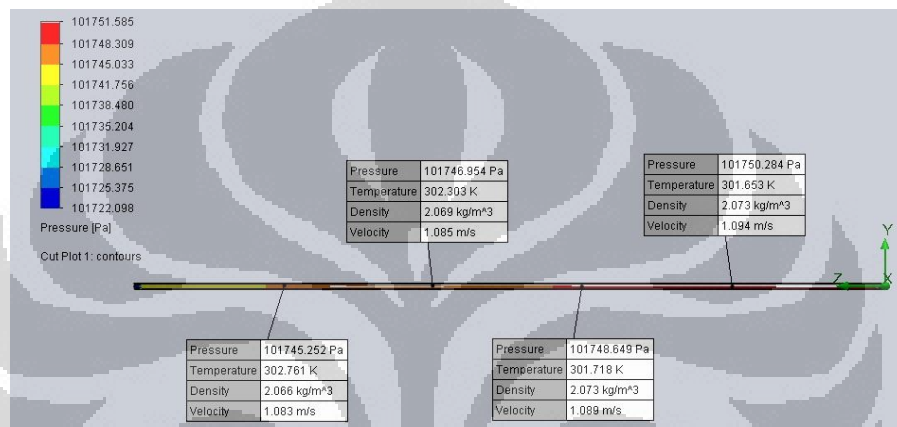 101751.585
101748.309
101745.033
101741.756
101738.480
101735.204
101731.927
101728.651
101725.375
101722.098
Pressure [Pa]
Cut Plot 1: contours
Pressure 101746.954 Pa
Temperature 302.303 K
Density 2.069 kg/m^3
Velocity 1.085 m/s
Pressure 101750.284 Pa
Temperature 301.653 K
Density 2.073 kg/m^3
Velocity 1.094 m/s
Y
Z
X
Pressure 101745.252 Pa
Temperature 302.761 K
Density 2.066 kg/m^3
Velocity 1.083 m/s
Pressure 101748.649 Pa
Temperature 301.718 K
Density 2.073 kg/m^3
Velocity 1.089 m/s